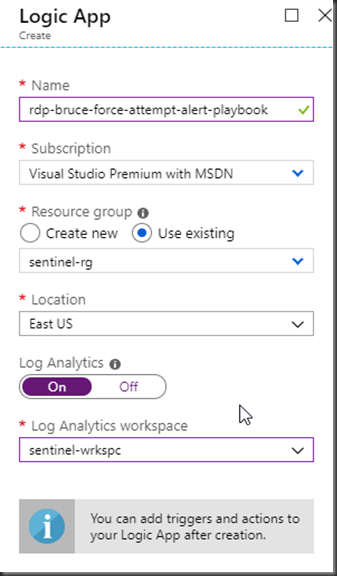 Logic App
Create
* Name
rdp-bruce-force-attempt-alert-playbook
* Subscription
Visual Studio Premium with MSDN
* Resource group
Create new Use existing
sentinel-rg
* Location
East US
Log Analytics
On Off
* Log Analytics workspace
sentinel-wrkspc
You can add triggers and actions to
your Logic App after creation.